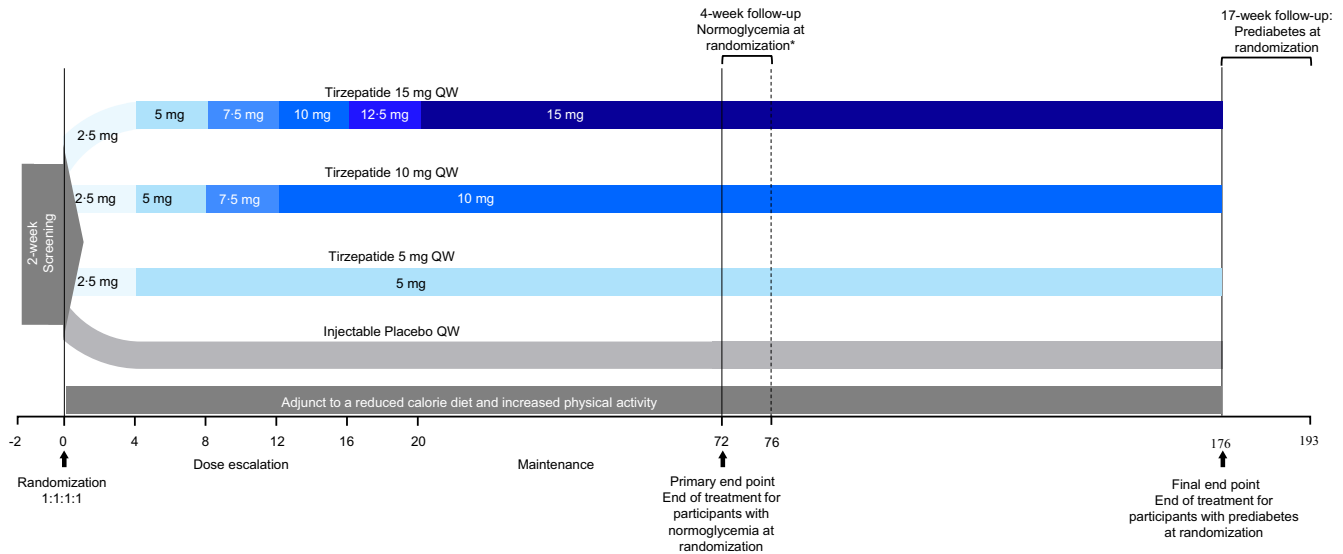 4-week follow-up
Normoglycemia at
randomization*
17-week follow-up:
Prediabetes at
randomization
Tirzepatide 15 mg QW
2·5 mg
5 mg
7·5 mg
10 mg
12·5 mg
15 mg
Tirzepatide 10 mg QW
2·5 mg
5 mg
7·5 mg
10 mg
2-week
Screening
Tirzepatide 5 mg QW
2·5 mg
5 mg
Injectable Placebo QW
Adjunct to a reduced calorie diet and increased physical activity
-2 0 4 8 12 16 20 72 76 176 193
Randomization
1:1:1:1
Dose escalation
Maintenance
Primary end point
End of treatment for
participants with
normoglycemia at
randomization
Final end point
End of treatment for
participants with prediabetes
at randomization